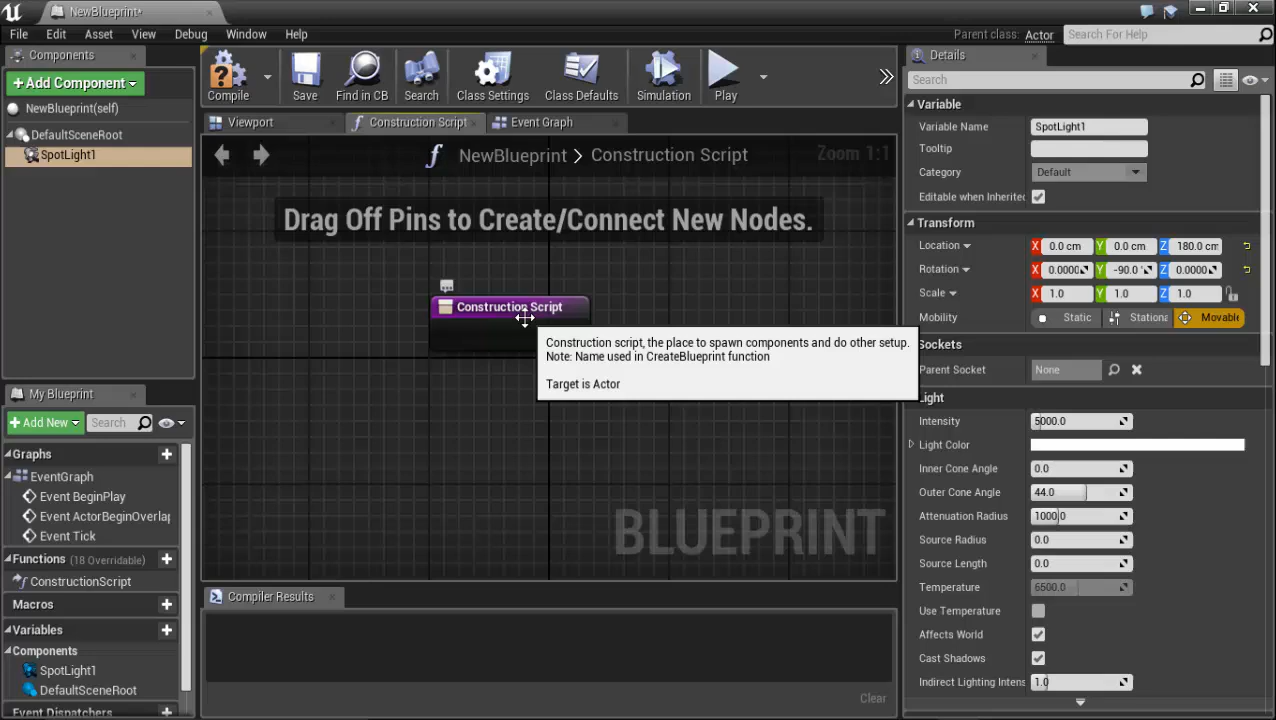 NewBlueprint*
File Edit Asset View Debug Window Help
Parent class: Actor
Search For Help
Components
Add Component
NewBlueprint(self)
DefaultSceneRoot
SpotLight1
Compile
Save
Find in CB
Search
Class Settings
Class Defaults
Simulation
Play
Viewport
Construction Script
Event Graph
NewBlueprint > Construction Script
Zoom 1:1
Drag Off Pins to Create/Connect New Nodes.
Construction Script
Construction script, the place to spawn components and do other setup.
Note: Name used in CreateBlueprint function
Target is Actor
BLUEPRINT
My Blueprint
Add New
Search
Graphs
EventGraph
Event BeginPlay
Event ActorBeginOverlap
Event Tick
Functions (18 Overridable)
ConstructionScript
Macros
Variables
Components
SpotLight1
DefaultSceneRoot
Event Dispatchers
Compiler Results
Clear
Details
Search
Variable
Variable Name SpotLight1
Tooltip
Category Default
Editable when Inherited
Transform
Location X 0.0 cm Y 0.0 cm Z 180.0 cm
Rotation X 0.0000 Y -90.0 ° Z 0.0000
Scale X 1.0 Y 1.0 Z 1.0
Mobility Static Stationa Movable
Sockets
Parent Socket None
Light
Intensity 5000.0
Light Color
Inner Cone Angle 0.0
Outer Cone Angle 44.0
Attenuation Radius 1000.0
Source Radius 0.0
Source Length 0.0
Temperature 6500.0
Use Temperature
Affects World
Cast Shadows
Indirect Lighting Intens 1.0